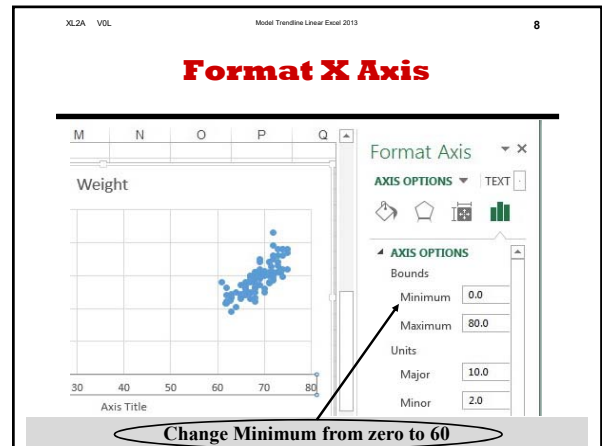 XL2A V0L Model Trendline Linear Excel 2013 8
Format X Axis
M N O P Q
Format Axis
Weight
AXIS OPTIONS TEXT
AXIS OPTIONS
Bounds
Minimum 0.0
Maximum 80.0
Units
Major 10.0
Minor 2.0
30 40 50 60 70 80
Axis Title
Change Minimum from zero to 60